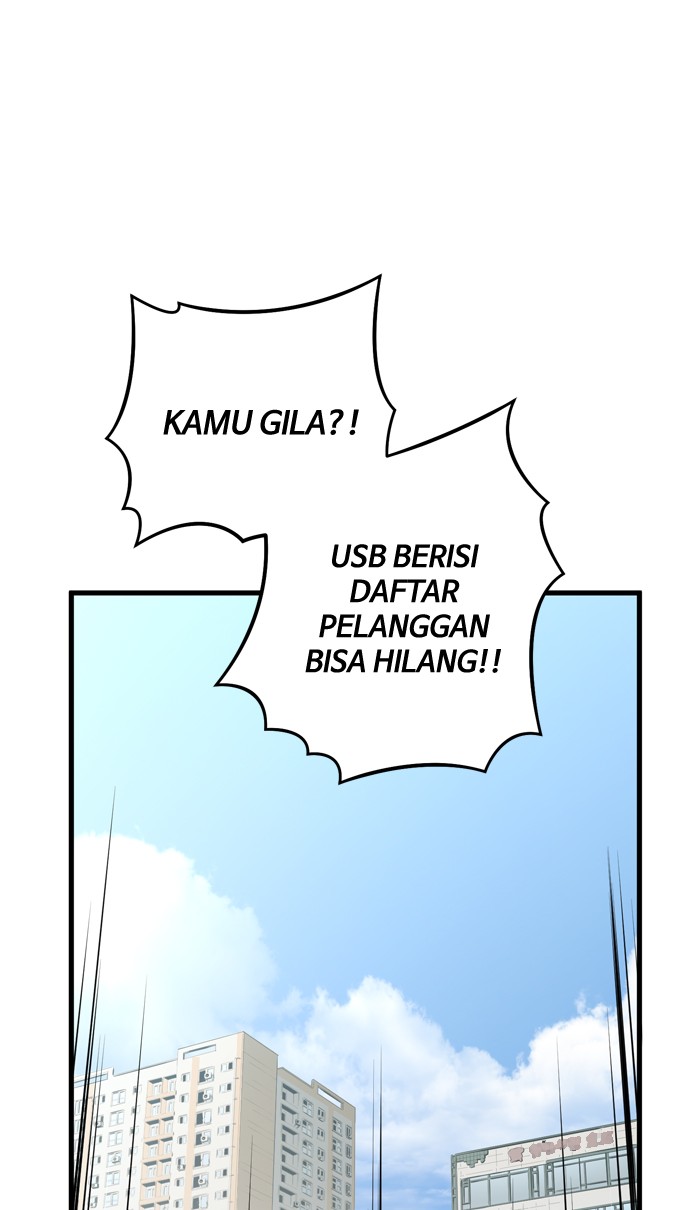 KAMU GILA?!
USB BERISI
DAFTAR
PELANGGAN
BISA HILANG!!